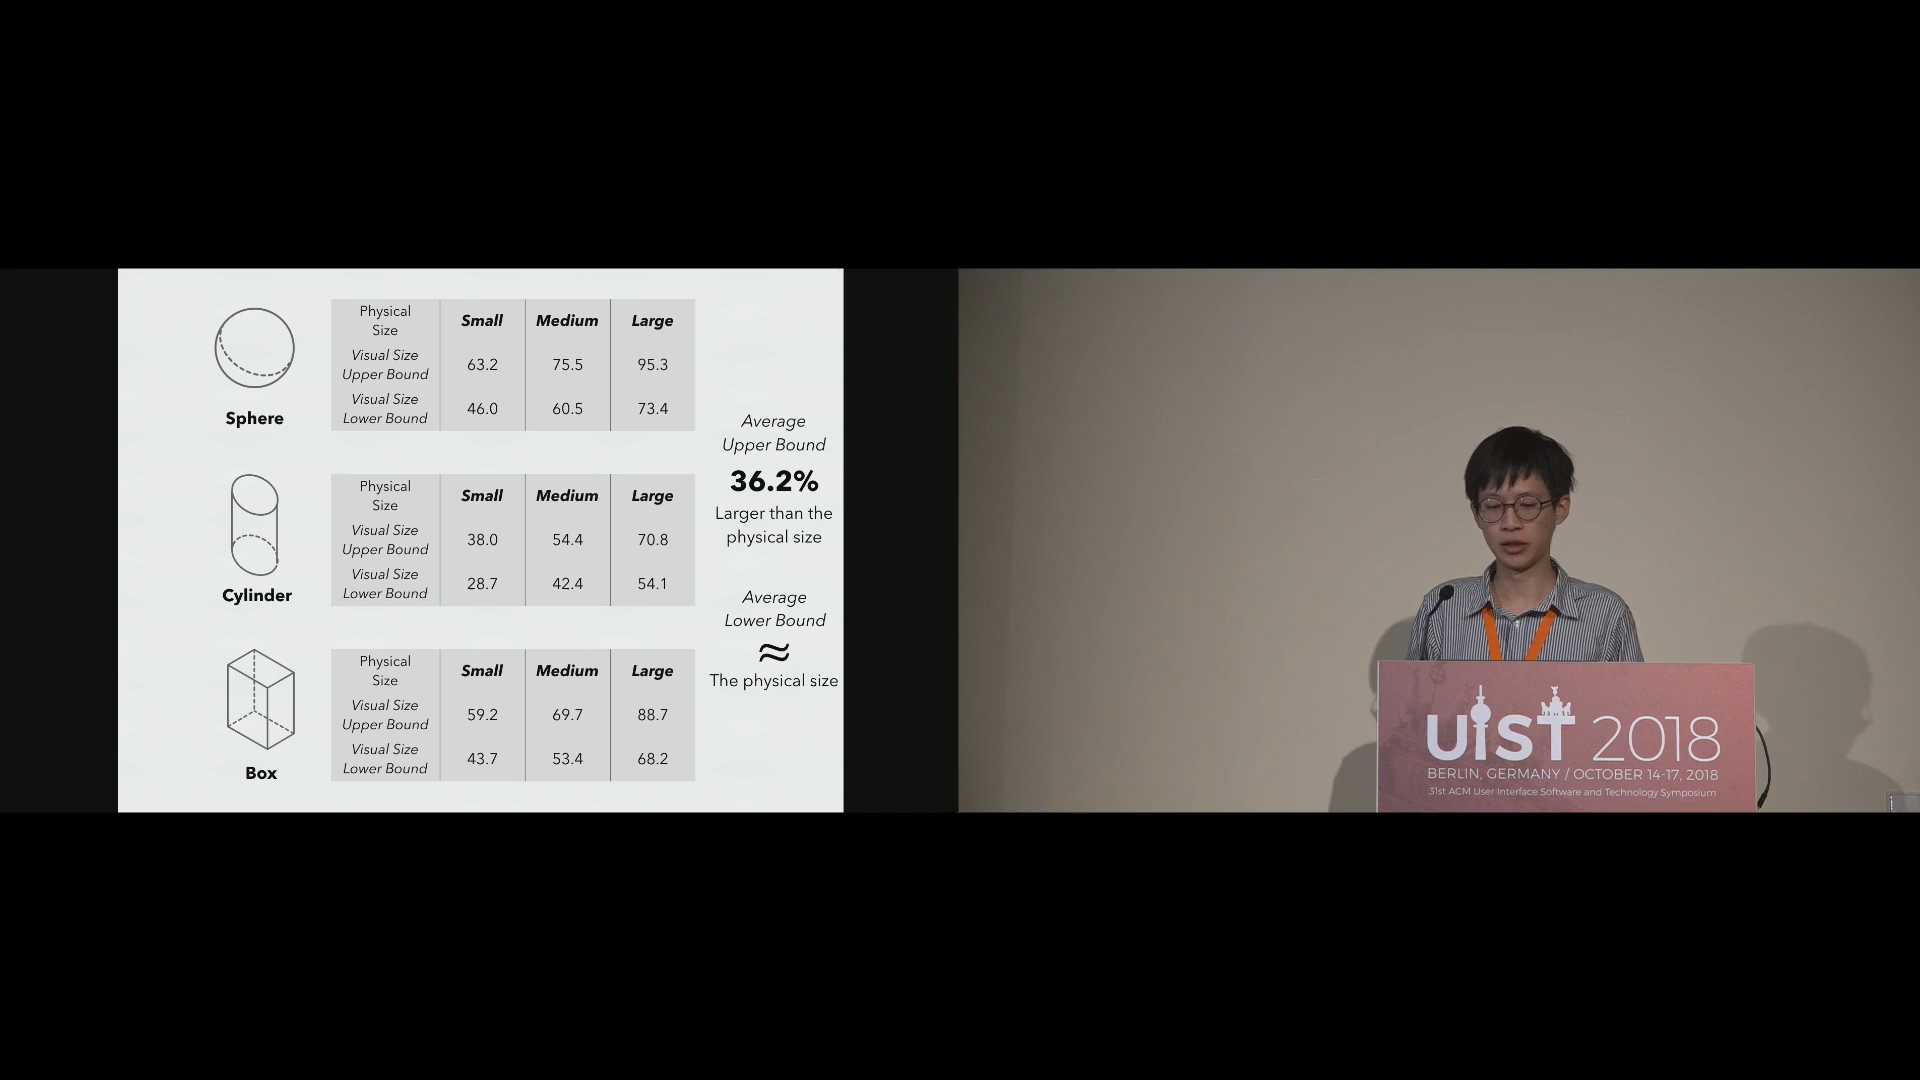 Physical
Size
Small
Medium
Large
Visual Size
Upper Bound
63.2
75.5
95.3
Visual Size
Lower Bound
46.0
60.5
73.4
Sphere
Physical
Size
Small
Medium
Large
Visual Size
Upper Bound
38.0
54.4
70.8
Visual Size
Lower Bound
28.7
42.4
54.1
Cylinder
Physical
Size
Small
Medium
Large
Visual Size
Upper Bound
59.2
69.7
88.7
Visual Size
Lower Bound
43.7
53.4
68.2
Box
Average
Upper Bound
36.2%
Larger than the
physical size
Average
Lower Bound
≈
The physical size
UIST 2018
BERLIN, GERMANY / OCTOBER 14-17, 2018
31st ACM User Interface Software and Technology Symposium